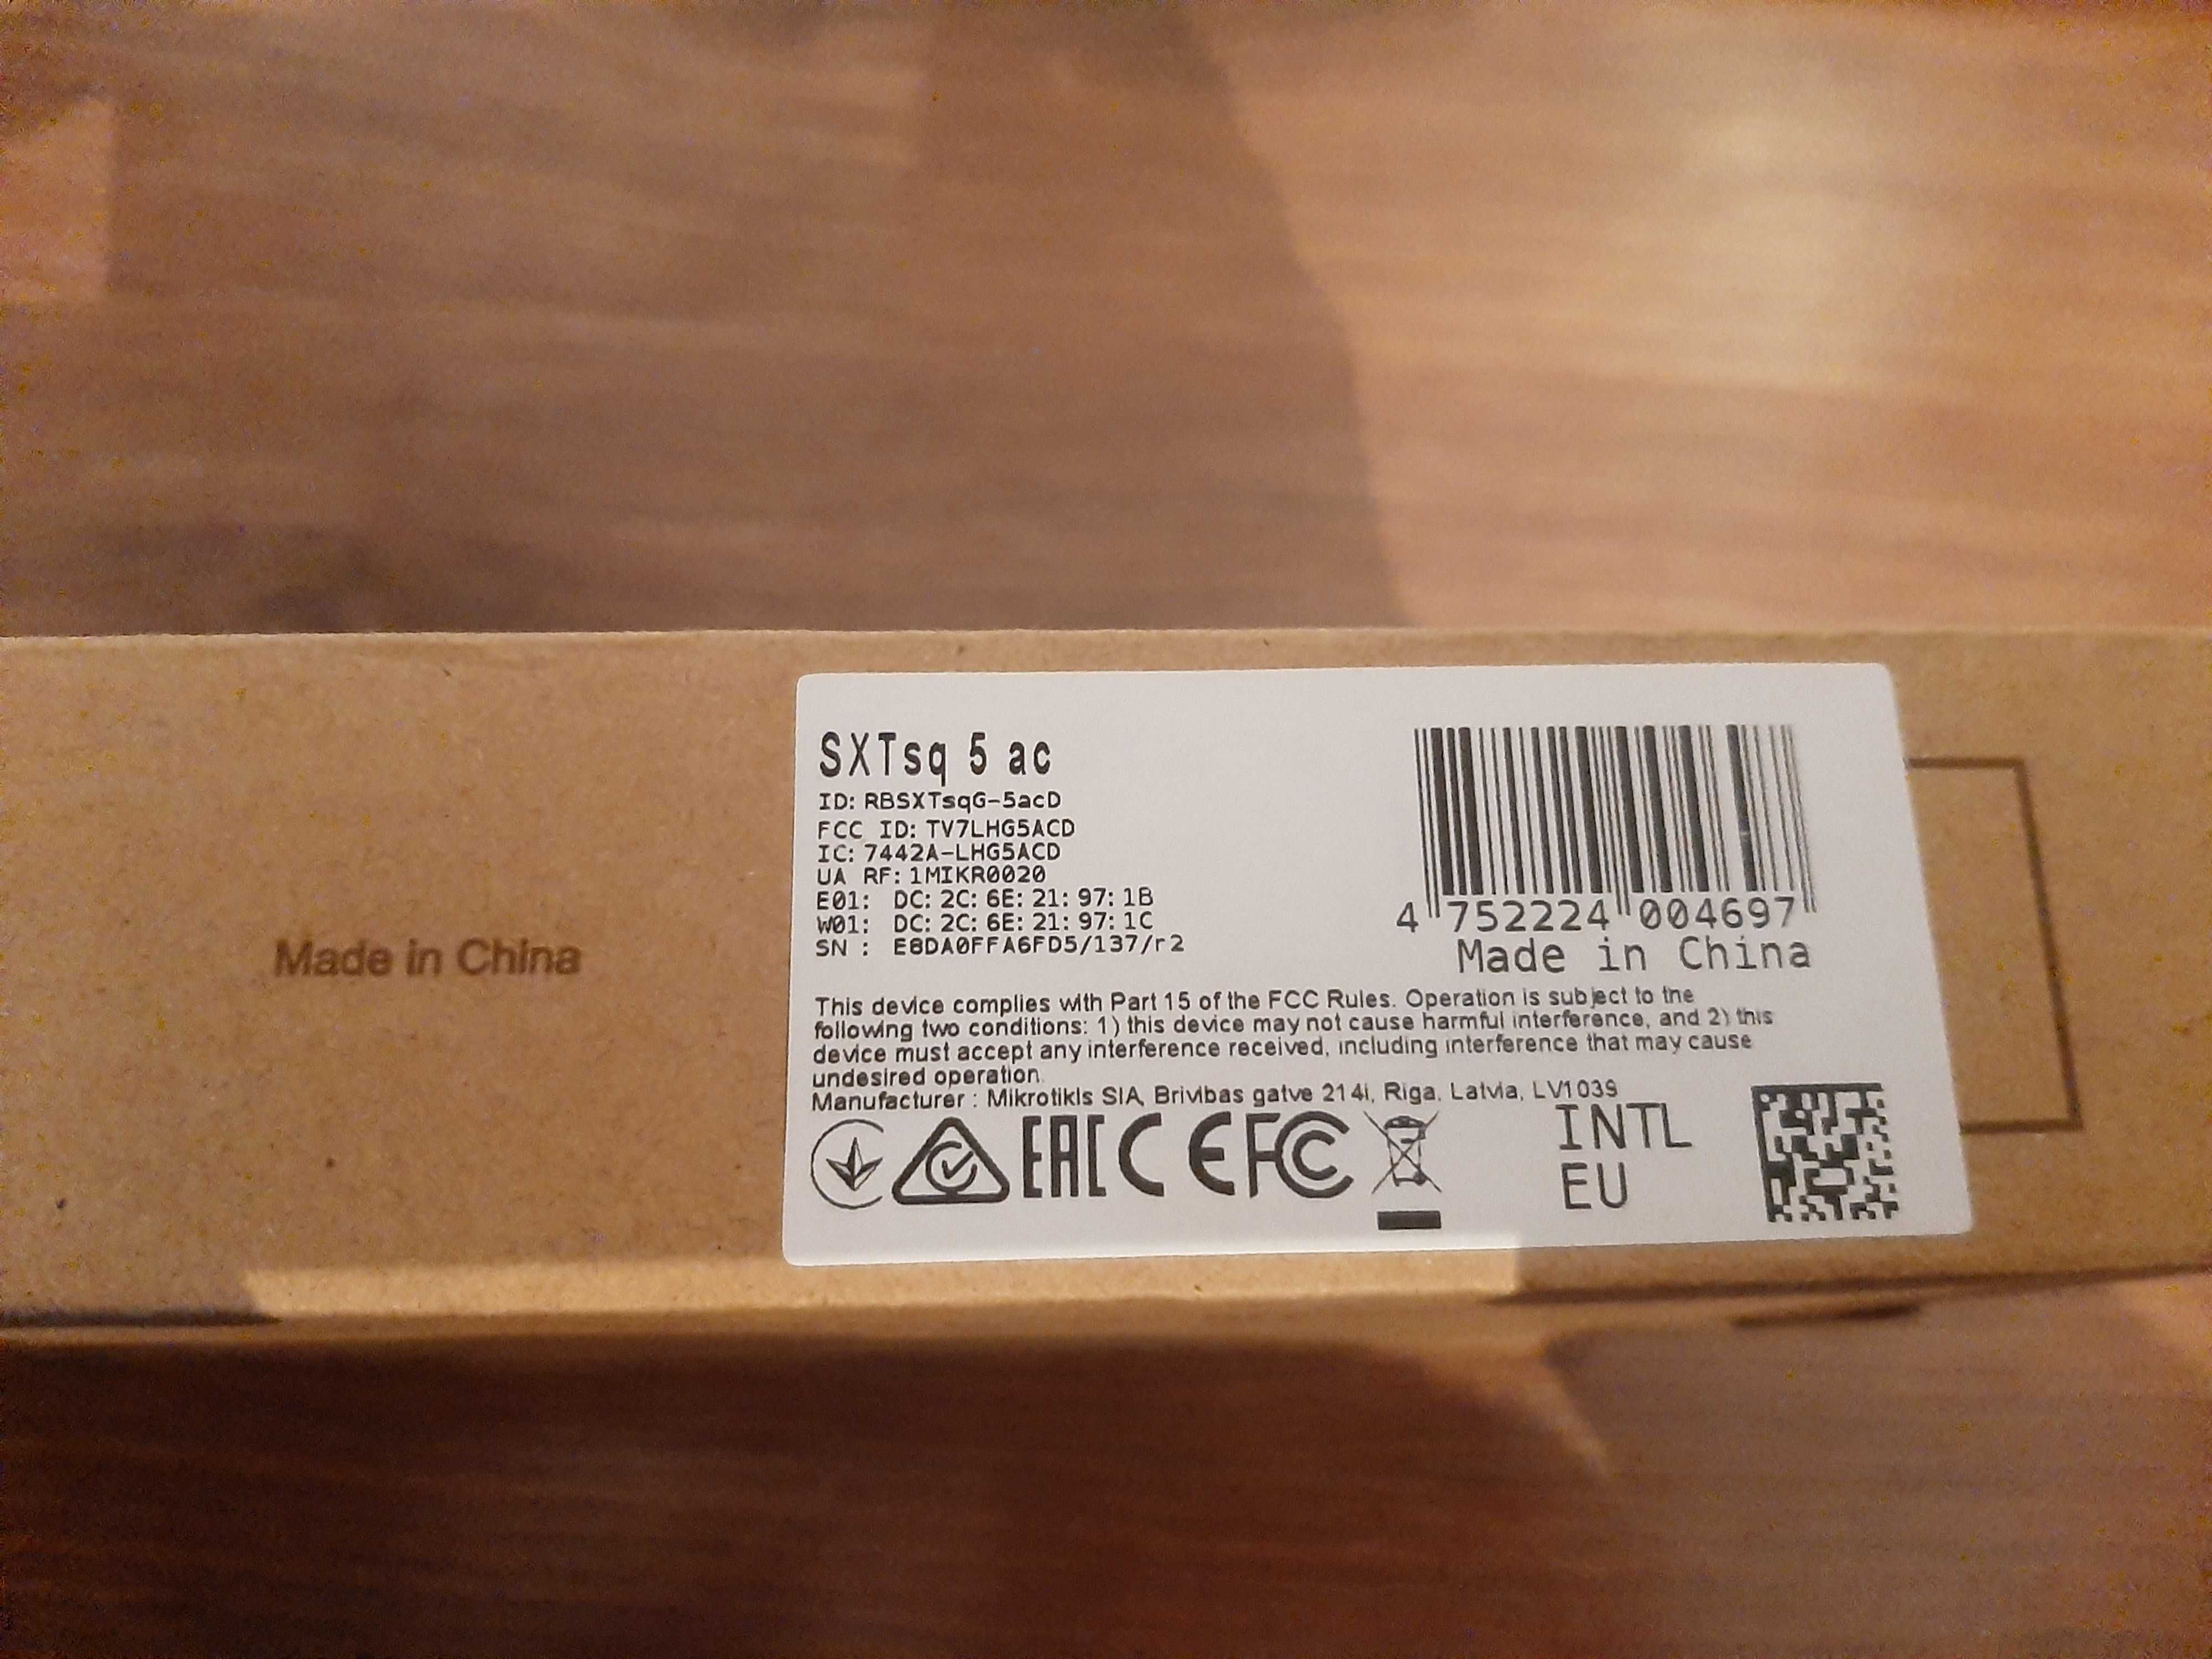 Made in China
SXTsq 5 ac
ID: RBSXTsqG-5acD
FCC ID: TV7LHG5ACD
IC: 7442A-LHG5ACD
UA RF: 1MIKR0020
E01: DC: 2C: 6E: 21: 97: 1B
W01: DC: 2C: 6E: 21: 97: 1C
SN : E8DA0FFA6FD5/137/r2
4 752224 004697
Made in China
This device complies with Part 15 of the FCC Rules. Operation is subject to the
following two conditions: 1) this device may not cause harmful interference, and 2) this
device must accept any interference received, including interference that may cause
undesired operation.
Manufacturer : Mikrotikls SIA, Brivibas gatve 214i, Riga, Latvia, LV1039
EAC CE FC
INTL
EU